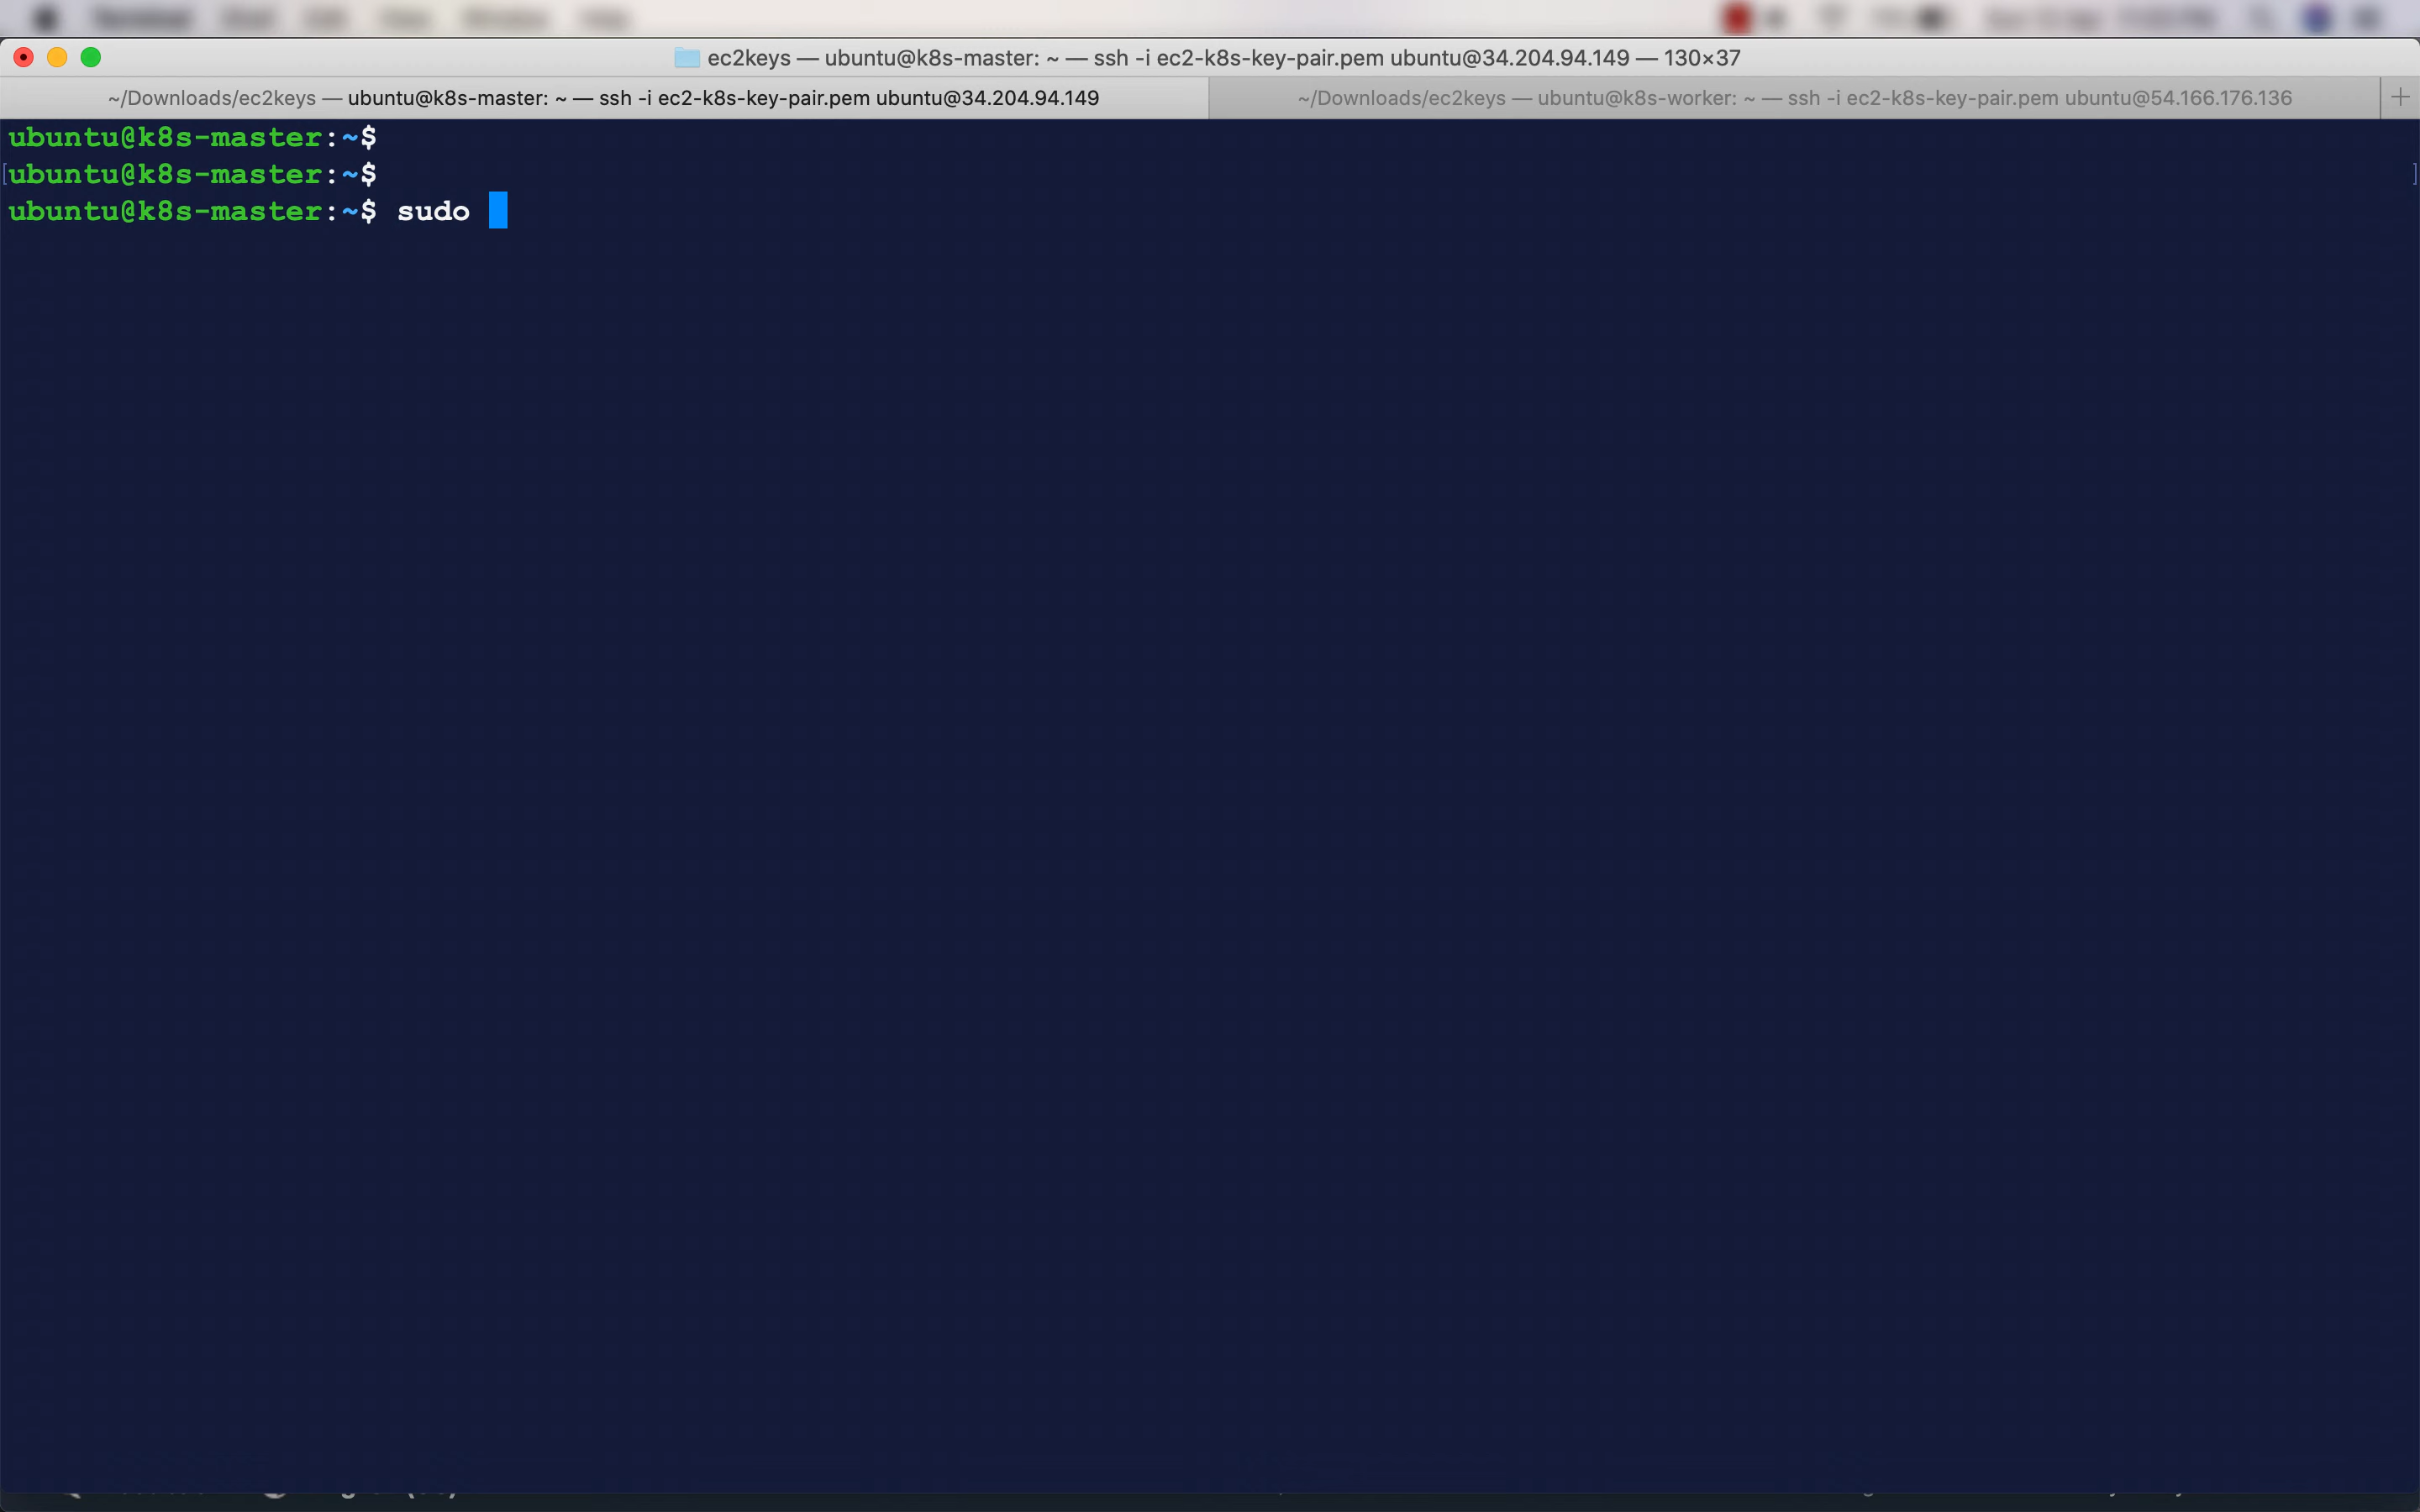 ec2keys — ubuntu@k8s-master: ~ — ssh -i ec2-k8s-key-pair.pem ubuntu@34.204.94.149 — 130×37
~/Downloads/ec2keys — ubuntu@k8s-master: ~ — ssh -i ec2-k8s-key-pair.pem ubuntu@34.204.94.149
~/Downloads/ec2keys — ubuntu@k8s-worker: ~ — ssh -i ec2-k8s-key-pair.pem ubuntu@54.166.176.136
ubuntu@k8s-master:~$
[ubuntu@k8s-master:~$ ]
ubuntu@k8s-master:~$ sudo